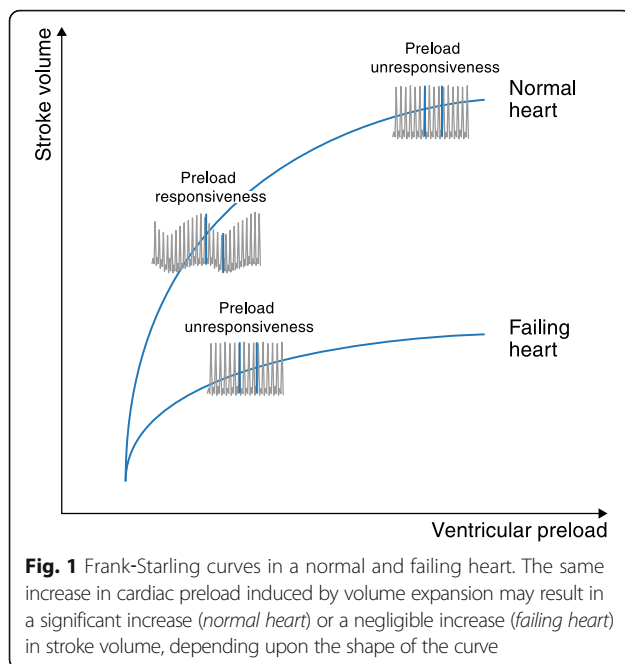 Stroke volume
Preload
unresponsiveness
Normal
heart
Preload
responsiveness
Preload
unresponsiveness
Failing
heart
Ventricular preload
Fig. 1 Frank-Starling curves in a normal and failing heart. The same
increase in cardiac preload induced by volume expansion may result in
a significant increase (normal heart) or a negligible increase (failing heart)
in stroke volume, depending upon the shape of the curve